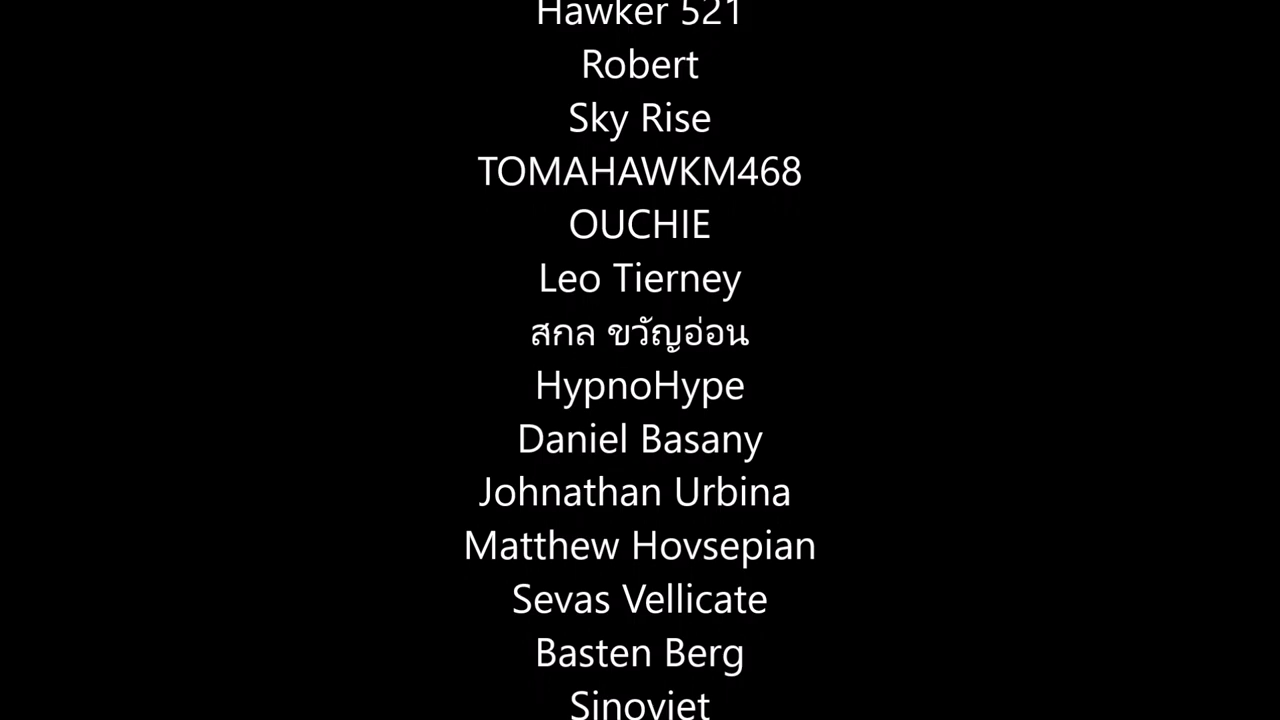 Hawker 521
Robert
Sky Rise
TOMAHAWKM468
OUCHIE
Leo Tierney
สกล ขวัญอ่อน
HypnoHype
Daniel Basany
Johnathan Urbina
Matthew Hovsepian
Sevas Vellicate
Basten Berg
Sinoviet